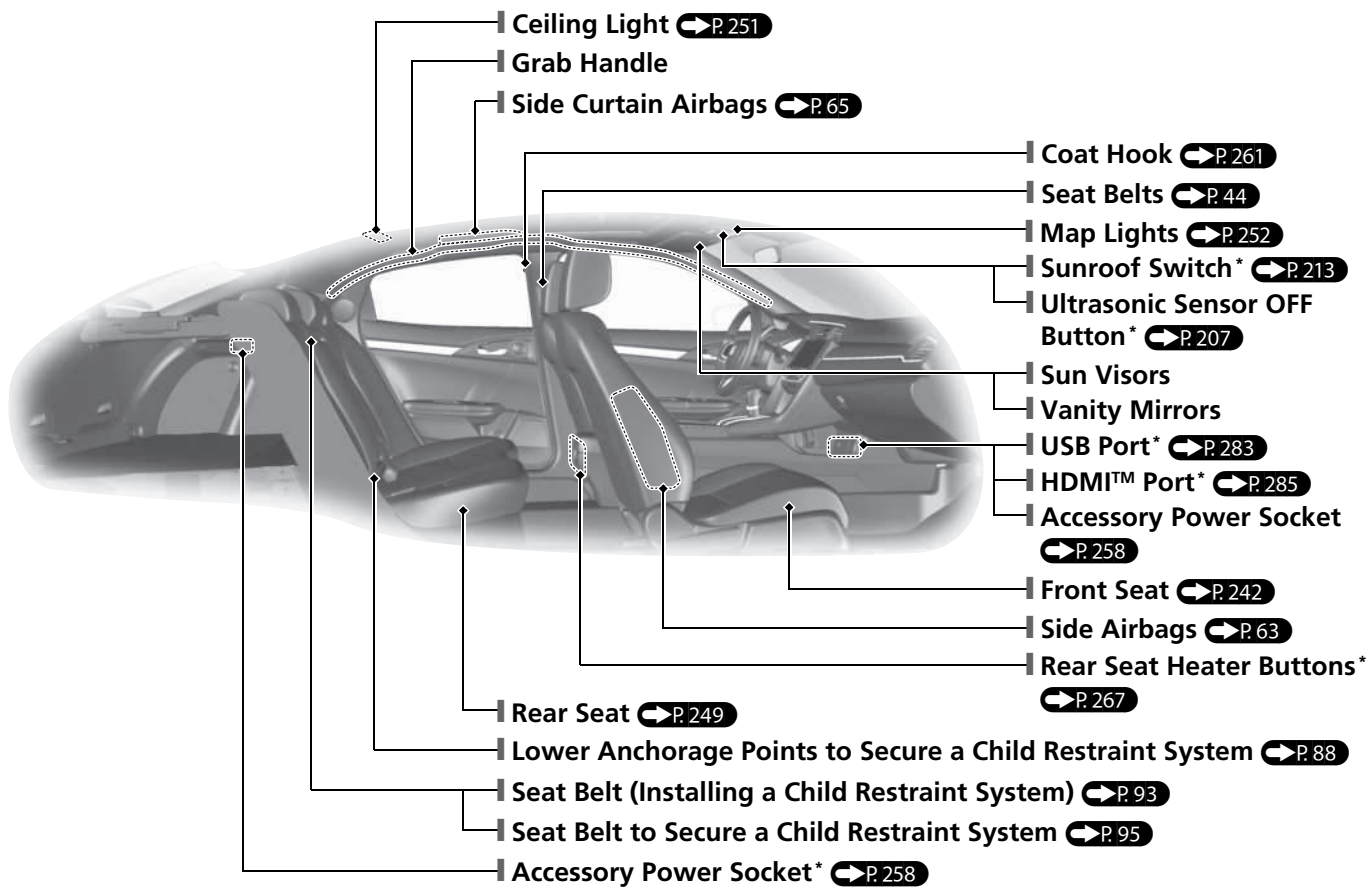 Ceiling Light P. 251
Grab Handle
Side Curtain Airbags P. 65
Coat Hook P. 261
Seat Belts P. 44
Map Lights P. 252
Sunroof Switch* P. 213
Ultrasonic Sensor OFF
Button* P. 207
Sun Visors
Vanity Mirrors
USB Port* P. 283
HDMI™ Port* P. 285
Accessory Power Socket
P. 258
Front Seat P. 242
Side Airbags P. 63
Rear Seat Heater Buttons*
P. 267
Rear Seat P. 249
Lower Anchorage Points to Secure a Child Restraint System P. 88
Seat Belt (Installing a Child Restraint System) P. 93
Seat Belt to Secure a Child Restraint System P. 95
Accessory Power Socket* P. 258